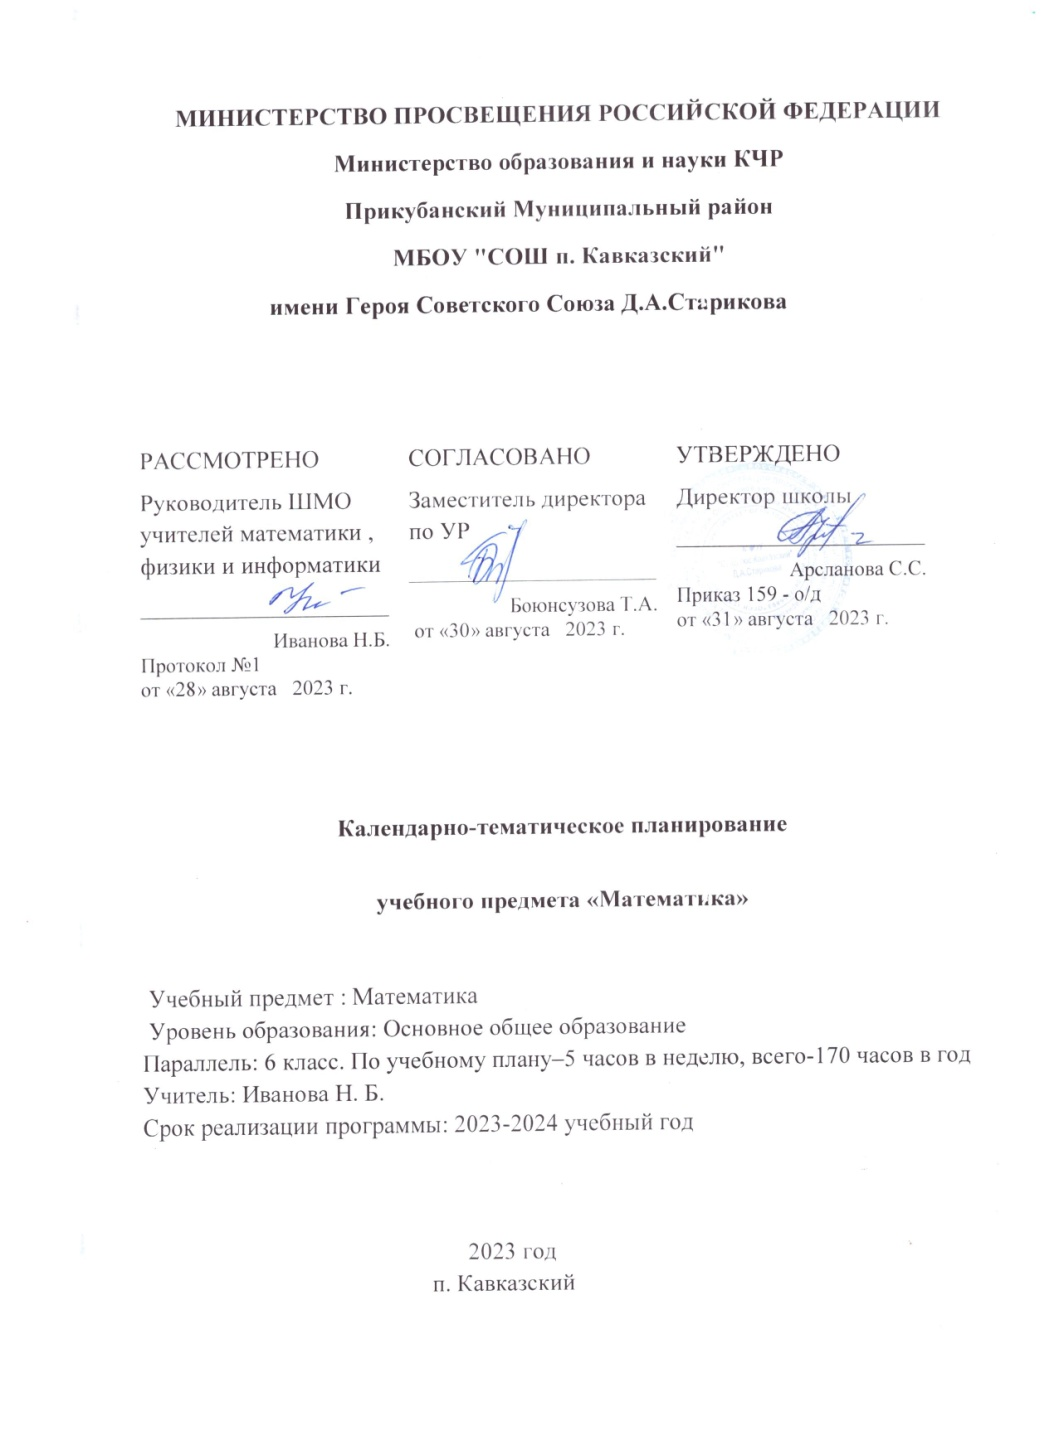 МИНИСТЕРСТВО ПРОСВЕЩЕНИЯ РОССИЙСКОЙ ФЕДЕРАЦИИ
Министерство образования и науки КЧР
Прикубанский Муниципальный район
МБОУ "СОШ п. Кавказский"
имени Героя Советского Союза Д.А.Старикова
РАССМОТРЕНО
Руководитель ШМО
учителей математики ,
физики и информатики
Иванова Н.Б.
Протокол №1
от «28» августа 2023 г.
СОГЛАСОВАНО
Заместитель директора
по УР
Боюнсузова Т.А.
от «30» августа 2023 г.
УТВЕРЖДЕНО
Директор школы
Арсланова С.С.
Приказ 159 - о/д
от «31» августа 2023 г.
Календарно-тематическое планирование
учебного предмета «Математика»
Учебный предмет : Математика
Уровень образования: Основное общее образование
Параллель: 6 класс. По учебному плану–5 часов в неделю, всего-170 часов в год
Учитель: Иванова Н. Б.
Срок реализации программы: 2023-2024 учебный год
2023 год
п. Кавказский